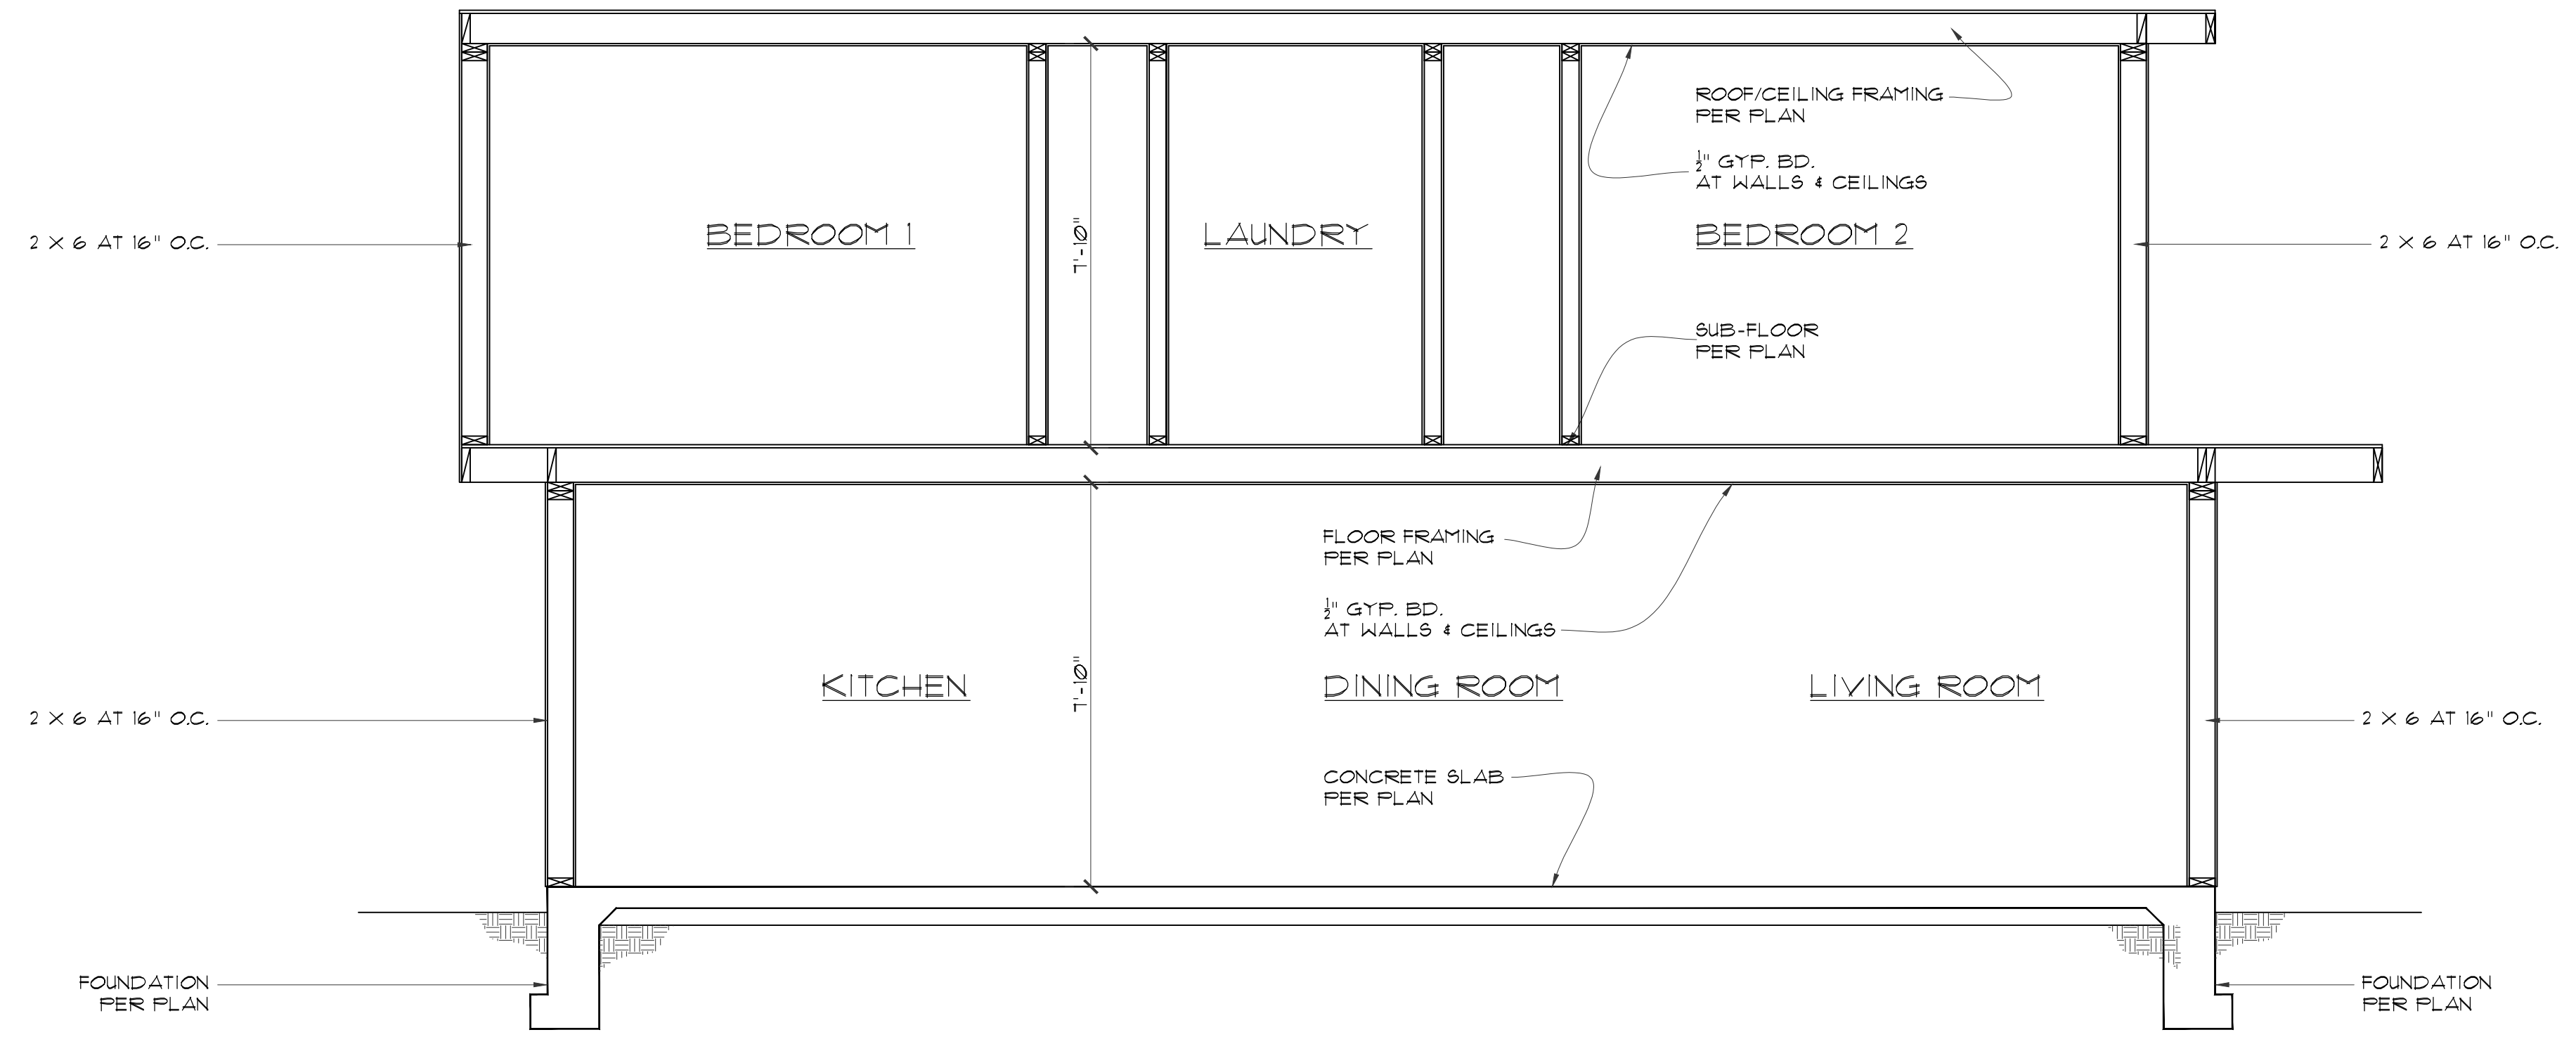 ROOF/CEILING FRAMING
PER PLAN
½" GYP. BD.
AT WALLS & CEILINGS
2 X 6 AT 16" O.C.
BEDROOM 1
7'-10"
LAUNDRY
BEDROOM 2
2 X 6 AT 16" O.C.
SUB-FLOOR
PER PLAN
FLOOR FRAMING
PER PLAN
½" GYP. BD.
AT WALLS & CEILINGS
KITCHEN
7'-10"
DINING ROOM
LIVING ROOM
2 X 6 AT 16" O.C.
2 X 6 AT 16" O.C.
CONCRETE SLAB
PER PLAN
FOUNDATION
PER PLAN
FOUNDATION
PER PLAN